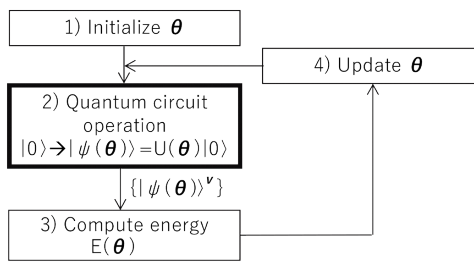 1) Initialize θ
4) Update θ
2) Quantum circuit
operation
|0⟩→|ψ(θ)⟩=U(θ)|0⟩
{|ψ(θ)⟩ᵛ}
3) Compute energy
E(θ)